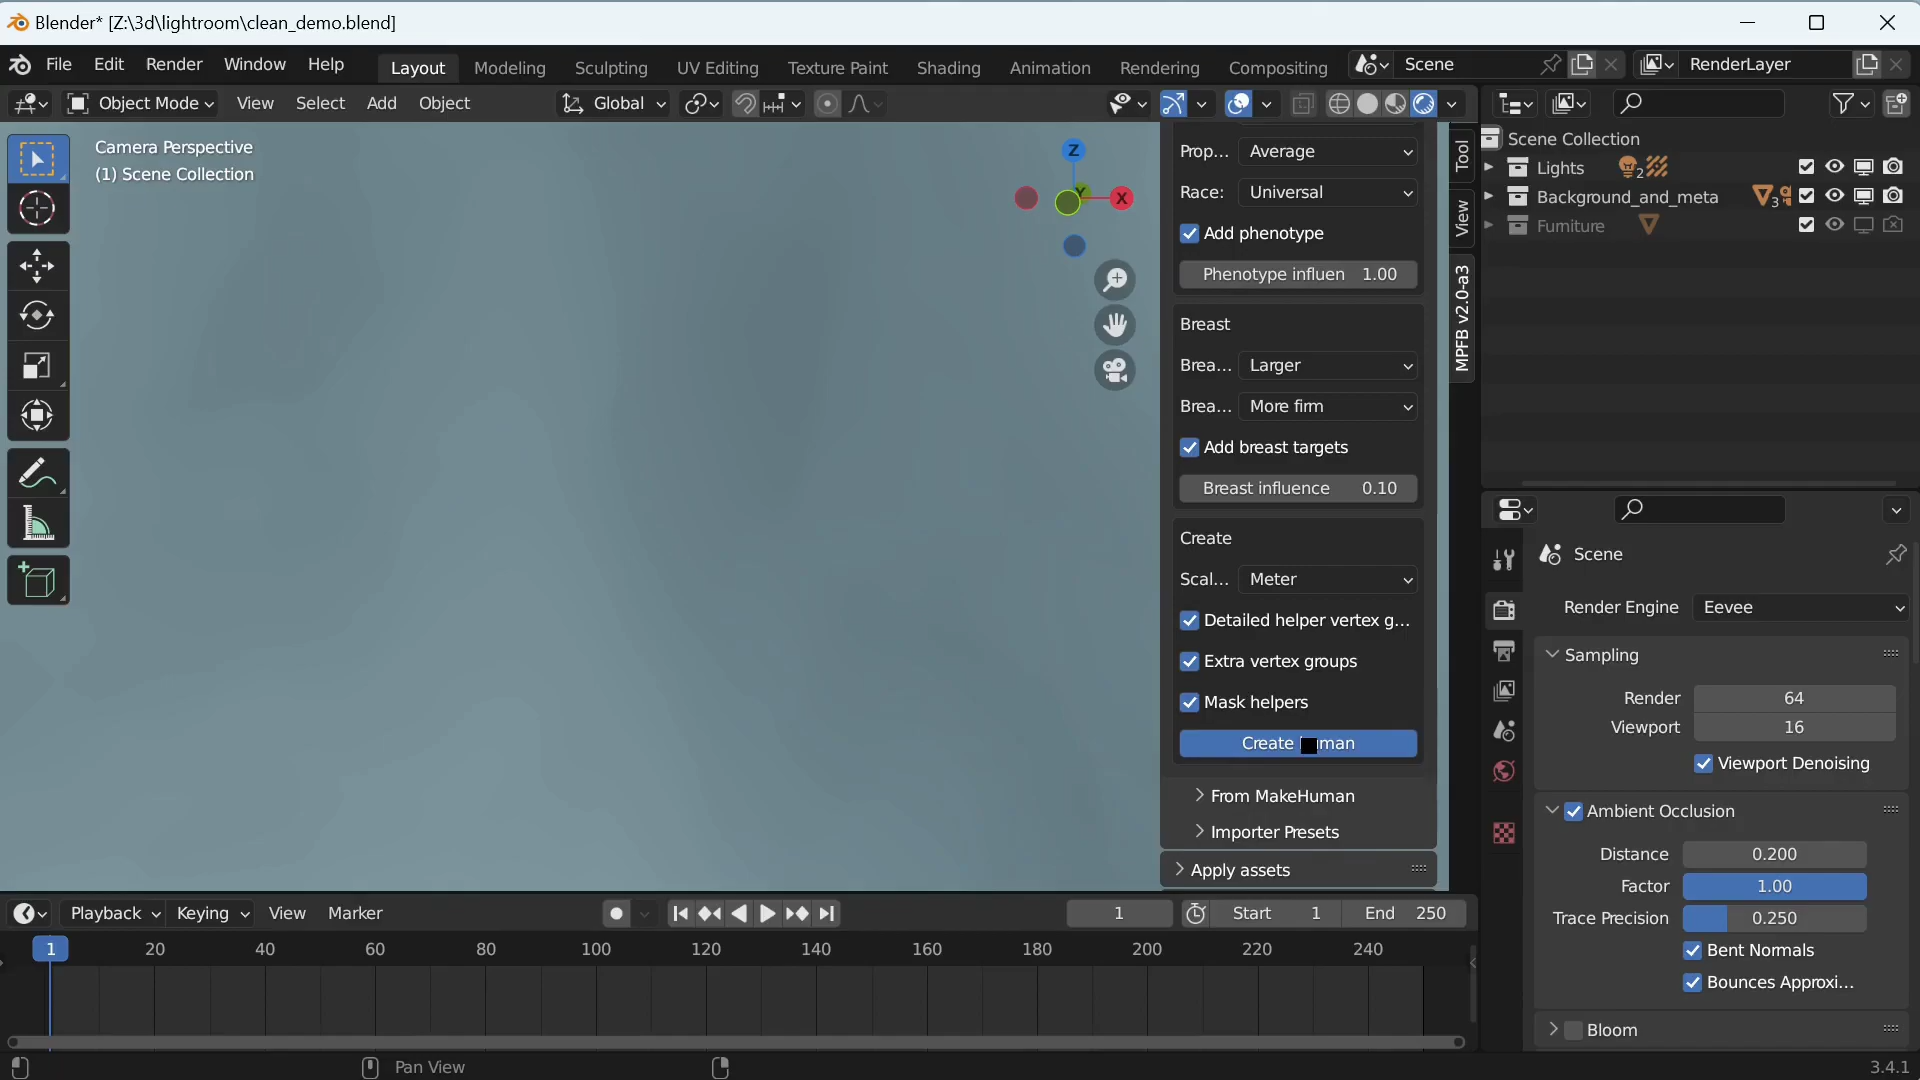 Blender* [Z:\3d\lightroom\clean_demo.blend]
File Edit Render Window Help Layout Modeling Sculpting UV Editing Texture Paint Shading Animation Rendering Compositing Scene RenderLayer
Object Mode View Select Add Object Global
Camera Perspective
(1) Scene Collection
Z
Y
X
Prop... Average
Race: Universal
Add phenotype
Phenotype influen 1.00
Breast
Brea... Larger
Brea... More firm
Add breast targets
Breast influence 0.10
Create
Scal... Meter
Detailed helper vertex g...
Extra vertex groups
Mask helpers
Create
From MakeHuman
Importer Presets
Apply assets
Tool
View
MPFB v2.0-a3
Scene Collection
Lights 2
Background_and_meta 3
Furniture
Scene
Render Engine Eevee
Sampling
Render 64
Viewport 16
Viewport Denoising
Ambient Occlusion
Distance 0.200
Factor 1.00
Trace Precision 0.250
Bent Normals
Bounces Approxi...
Bloom
Playback Keying View Marker 1 Start 1 End 250
1 20 40 60 80 100 120 140 160 180 200 220 240
Pan View
3.4.1